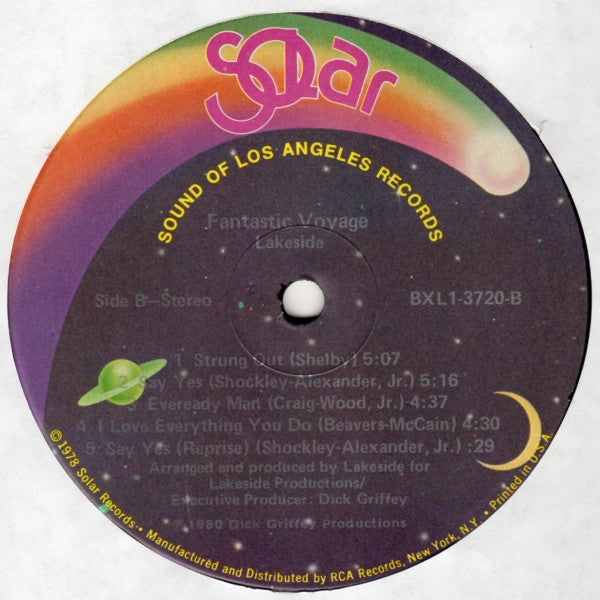 Solar
SOUND OF LOS ANGELES RECORDS
Fantastic Voyage
Lakeside
Side B—Stereo
BXL1-3720-B
1 Strung Out (Shelby) 5:07
2 Say Yes (Shockley-Alexander, Jr.) 5:16
3 Eveready Man (Craig-Wood, Jr.) 4:37
4 I Love Everything You Do (Beavers-McCain) 4:30
5 Say Yes (Reprise) (Shockley-Alexander, Jr.) :29
Arranged and produced by Lakeside for
Lakeside Productions/
Executive Producer: Dick Griffey
℗ 1980 Dick Griffey Productions
© 1978 Solar Records • Manufactured and Distributed by RCA Records, New York, N.Y. • Printed in U.S.A.